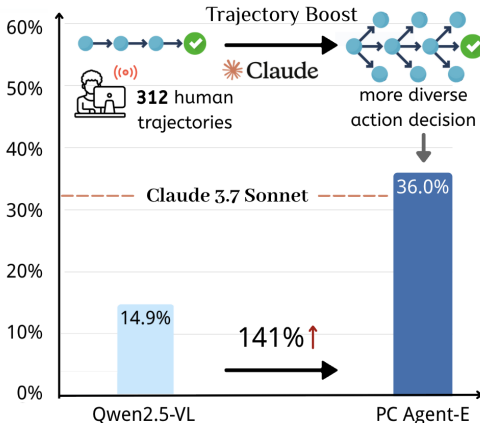 60%
Trajectory Boost
Claude
312 human
trajectories
more diverse
action decision
50%
40%
36.0%
Claude 3.7 Sonnet
30%
20%
14.9%
141%↑
10%
0%
Qwen2.5-VL
PC Agent-E